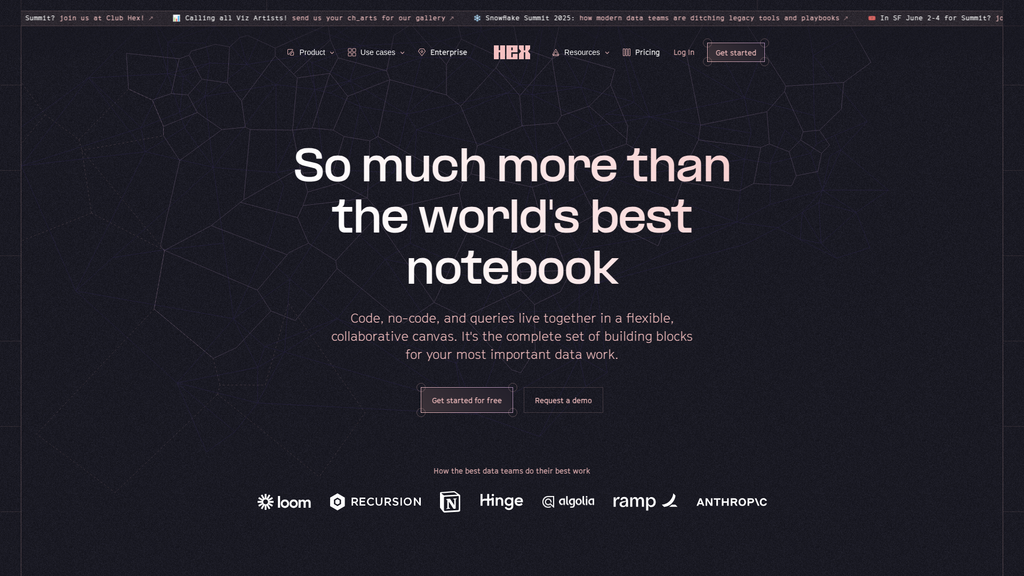 Summit? join us at Club Hex! ↗ 📊 Calling all Viz Artists! send us your ch_arts for our gallery ↗ ❄️ Snowflake Summit 2025: how modern data teams are ditching legacy tools and playbooks ↗ 🎟️ In SF June 2-4 for Summit? jo
Product Use cases Enterprise HEX Resources Pricing Log In Get started
So much more than
the world's best
notebook
Code, no-code, and queries live together in a flexible,
collaborative canvas. It's the complete set of building blocks
for your most important data work.
Get started for free Request a demo
How the best data teams do their best work
loom RECURSION N Hinge algolia ramp ANTHROP\C